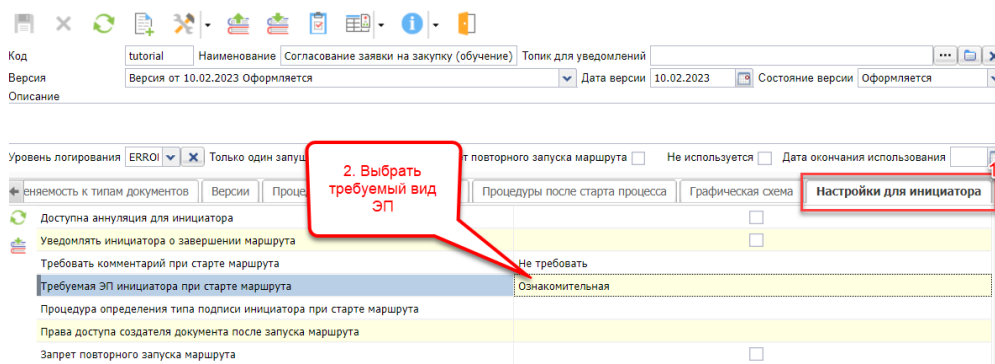 Код tutorial Наименование Согласование заявки на закупку (обучение) Топик для уведомлений ...
Версия Версия от 10.02.2023 Оформляется Дата версии 10.02.2023 Состояние версии Оформляется
Описание
Уровень логирования ERROI Только один запущ т повторного запуска маршрута Не используется Дата окончания использования 1
2. Выбрать
требуемый вид
ЭП
еняемость к типам документов Версии Проце Процедуры после старта процесса Графическая схема Настройки для инициатора
Доступна аннуляция для инициатора
Уведомлять инициатора о завершении маршрута
Требовать комментарий при старте маршрута Не требовать
Требуемая ЭП инициатора при старте маршрута Ознакомительная
Процедура определения типа подписи инициатора при старте маршрута
Права доступа создателя документа после запуска маршрута
Запрет повторного запуска маршрута